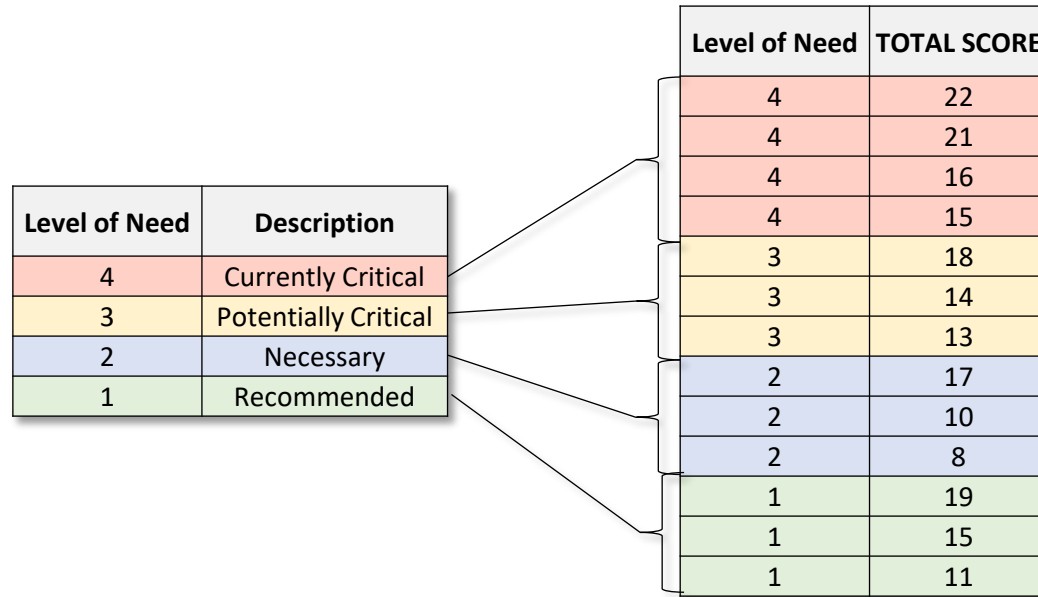 Level of Need Description
4 Currently Critical
3 Potentially Critical
2 Necessary
1 Recommended
Level of Need TOTAL SCORE
4 22
4 21
4 16
4 15
3 18
3 14
3 13
2 17
2 10
2 8
1 19
1 15
1 11